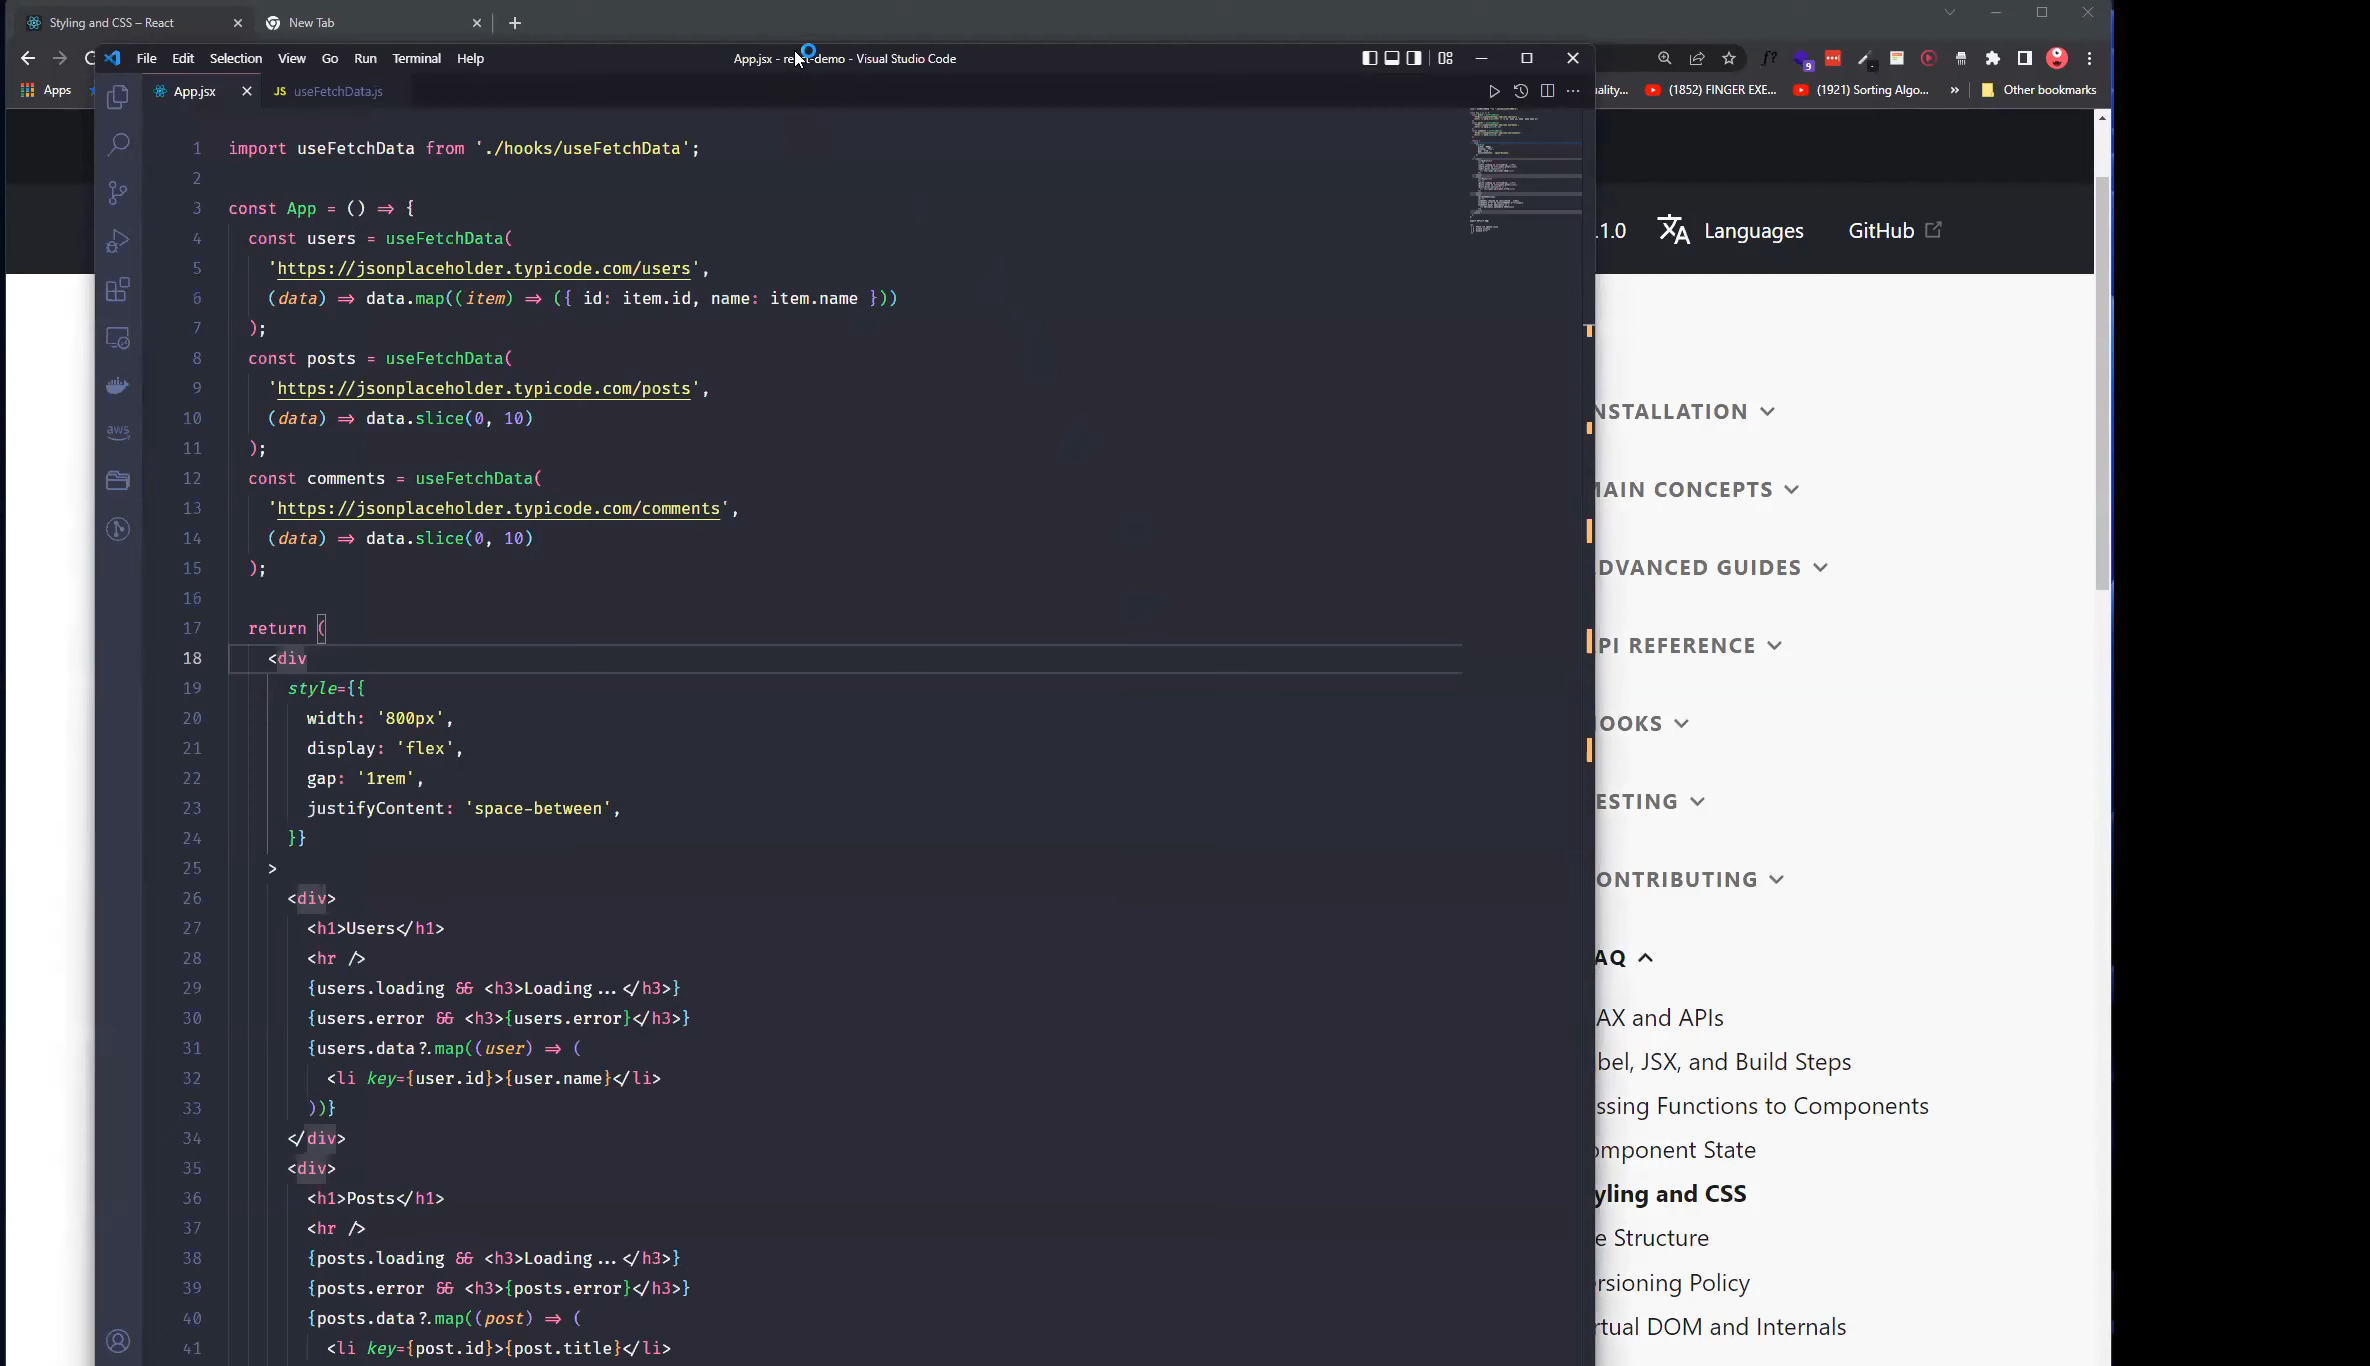 Styling and CSS – React
New Tab
File Edit Selection View Go Run Terminal Help
App.jsx - react-demo - Visual Studio Code
Apps
(1852) FINGER EXE...
(1921) Sorting Algo...
Other bookmarks
App.jsx
JS useFetchData.js
1 import useFetchData from './hooks/useFetchData';
2
3 const App = () => {
4 const users = useFetchData(
5 'https://jsonplaceholder.typicode.com/users',
6 (data) => data.map((item) => ({ id: item.id, name: item.name }))
7 );
8 const posts = useFetchData(
9 'https://jsonplaceholder.typicode.com/posts',
10 (data) => data.slice(0, 10)
11 );
12 const comments = useFetchData(
13 'https://jsonplaceholder.typicode.com/comments',
14 (data) => data.slice(0, 10)
15 );
16
17 return (
18 <div
19 style={{
20 width: '800px',
21 display: 'flex',
22 gap: '1rem',
23 justifyContent: 'space-between',
24 }}
25 >
26 <div>
27 <h1>Users</h1>
28 <hr />
29 {users.loading && <h3>Loading...</h3>}
30 {users.error && <h3>{users.error}</h3>}
31 {users.data?.map((user) => (
32 <li key={user.id}>{user.name}</li>
33 ))}
34 </div>
35 <div>
36 <h1>Posts</h1>
37 <hr />
38 {posts.loading && <h3>Loading...</h3>}
39 {posts.error && <h3>{posts.error}</h3>}
40 {posts.data?.map((post) => (
41 <li key={post.id}>{post.title}</li>
aws
9
.1.0
Languages
GitHub
NSTALLATION
MAIN CONCEPTS
DVANCED GUIDES
PI REFERENCE
OOKS
ESTING
ONTRIBUTING
AQ
AX and APIs
bel, JSX, and Build Steps
ssing Functions to Components
omponent State
yling and CSS
e Structure
rsioning Policy
rtual DOM and Internals